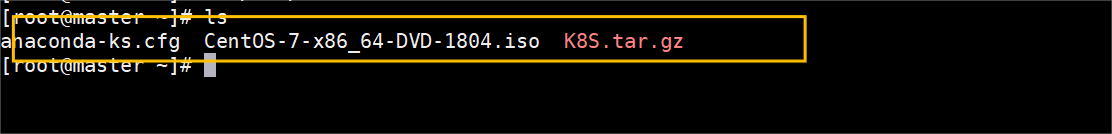 [root@master ~]# ls
anaconda-ks.cfg  CentOS-7-x86_64-DVD-1804.iso  K8S.tar.gz
[root@master ~]#